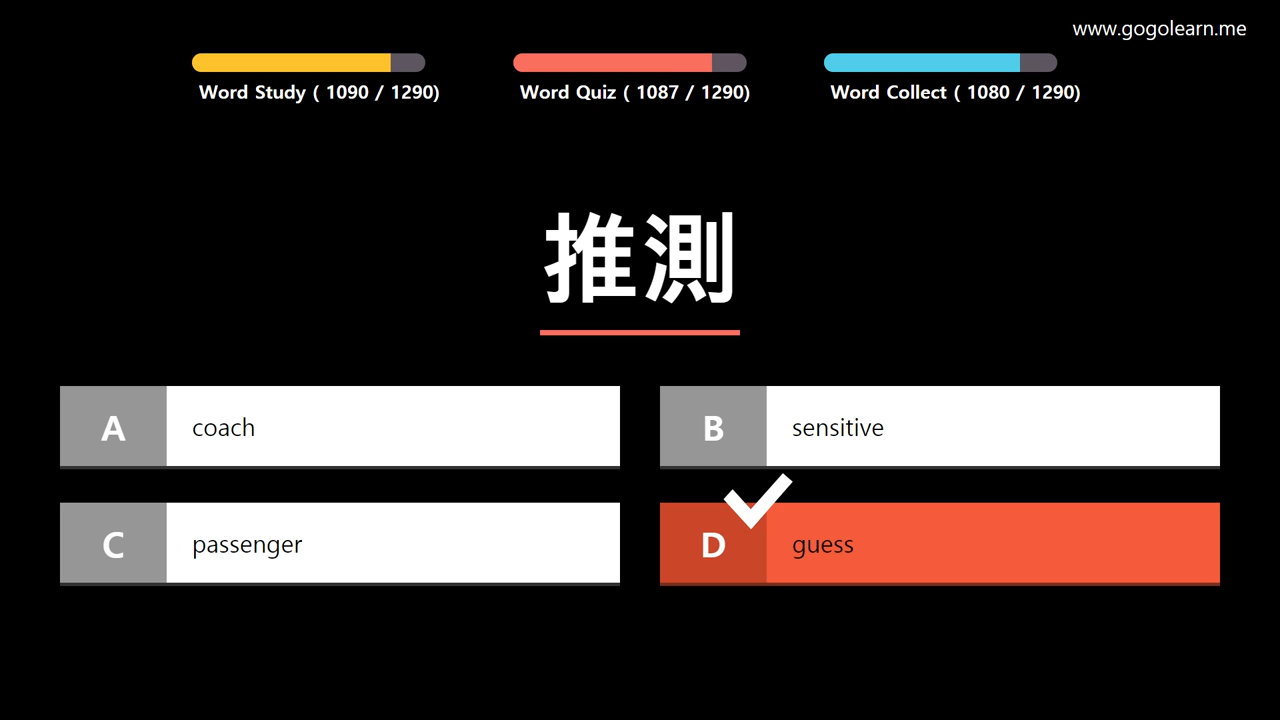 www.gogolearn.me
Word Study ( 1090 / 1290)
Word Quiz ( 1087 / 1290)
Word Collect ( 1080 / 1290)
推測
A coach
B sensitive
C passenger
D guess